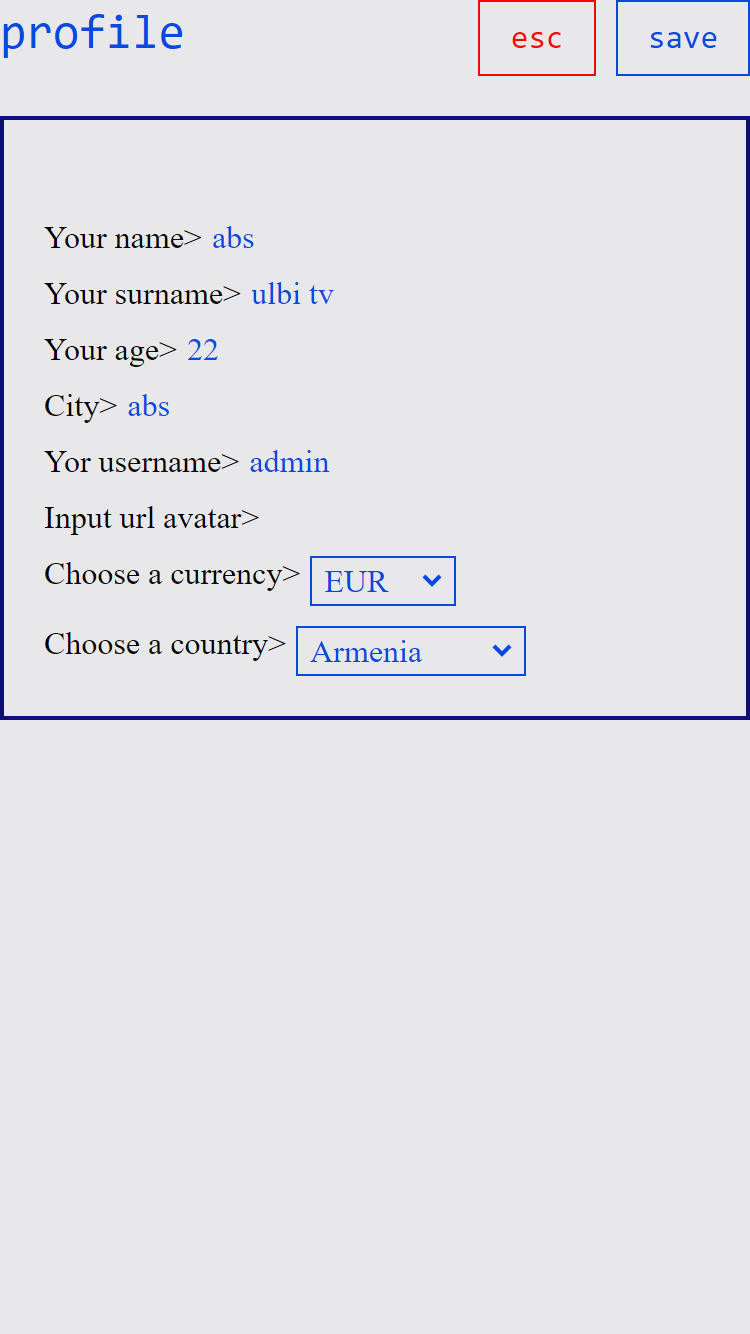 profile esc save
Your name> abs
Your surname> ulbi tv
Your age> 22
City> abs
Yor username> admin
Input url avatar>
Choose a currency> EUR
Choose a country> Armenia